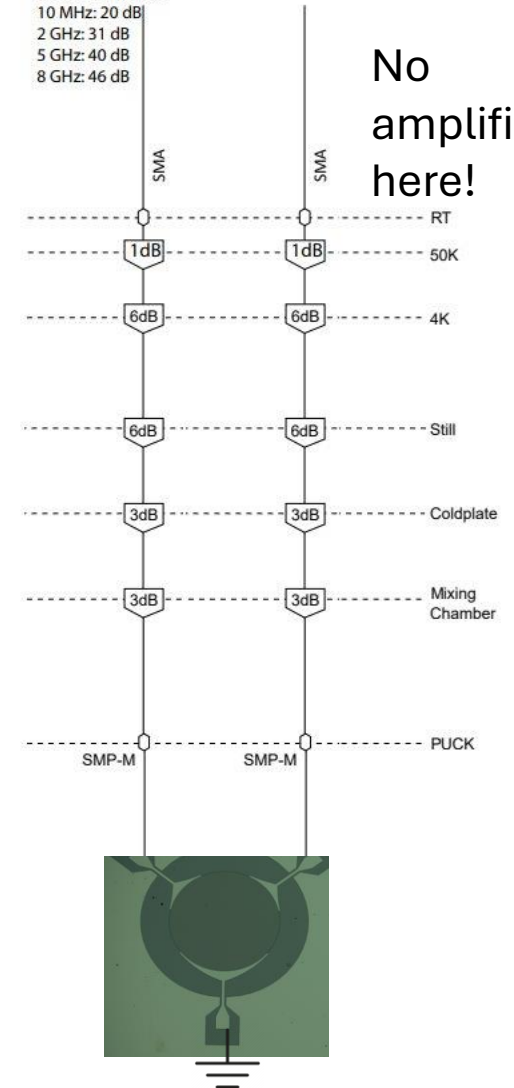 10 MHz: 20 dB
2 GHz: 31 dB
5 GHz: 40 dB
8 GHz: 46 dB
No
amplifi
here!
SMA
SMA
RT
1dB
1dB
50K
6dB
6dB
4K
6dB
6dB
Still
3dB
3dB
Coldplate
3dB
3dB
Mixing
Chamber
PUCK
SMP-M
SMP-M